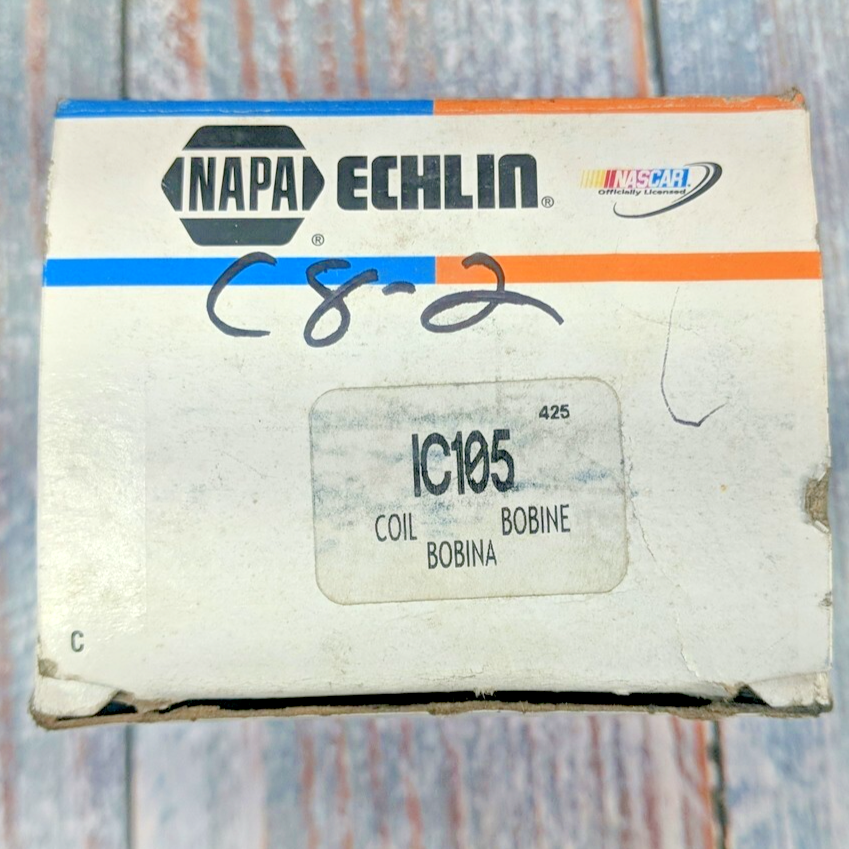 NAPA ® ECHLIN ® NASCAR
Officially Licensed
C8-2
425
IC105
COIL BOBINE
BOBINA
C